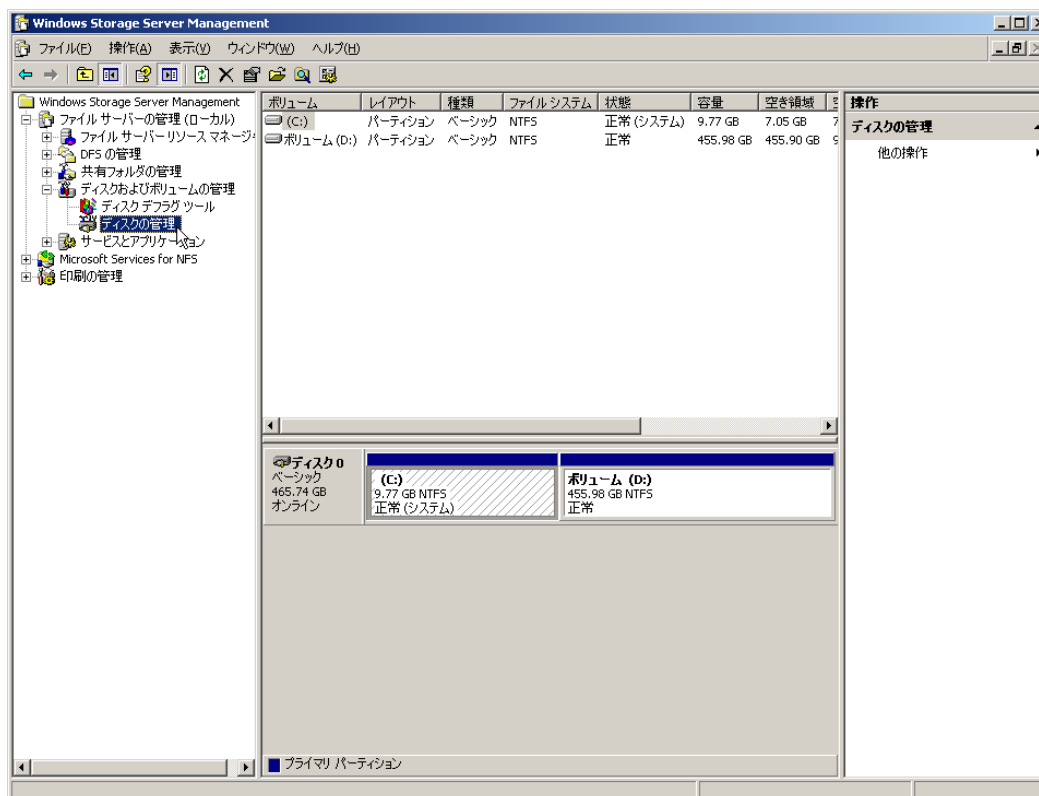 Windows Storage Server Management
ファイル(F) 操作(A) 表示(V) ウィンドウ(W) ヘルプ(H)
Windows Storage Server Management
ファイル サーバーの管理 (ローカル)
ファイル サーバー リソース マネージ
DFS の管理
共有フォルダの管理
ディスクおよびボリュームの管理
ディスク デフラグ ツール
ディスクの管理
サービスとアプリケーション
Microsoft Services for NFS
印刷の管理
ボリューム レイアウト 種類 ファイル システム 状態 容量 空き領域
(C:) パーティション ベーシック NTFS 正常 (システム) 9.77 GB 7.05 GB
ボリューム (D:) パーティション ベーシック NTFS 正常 455.98 GB 455.90 GB
ディスク 0
ベーシック
465.74 GB
オンライン
(C:)
9.77 GB NTFS
正常 (システム)
ボリューム (D:)
455.98 GB NTFS
正常
プライマリ パーティション
操作
ディスクの管理
他の操作